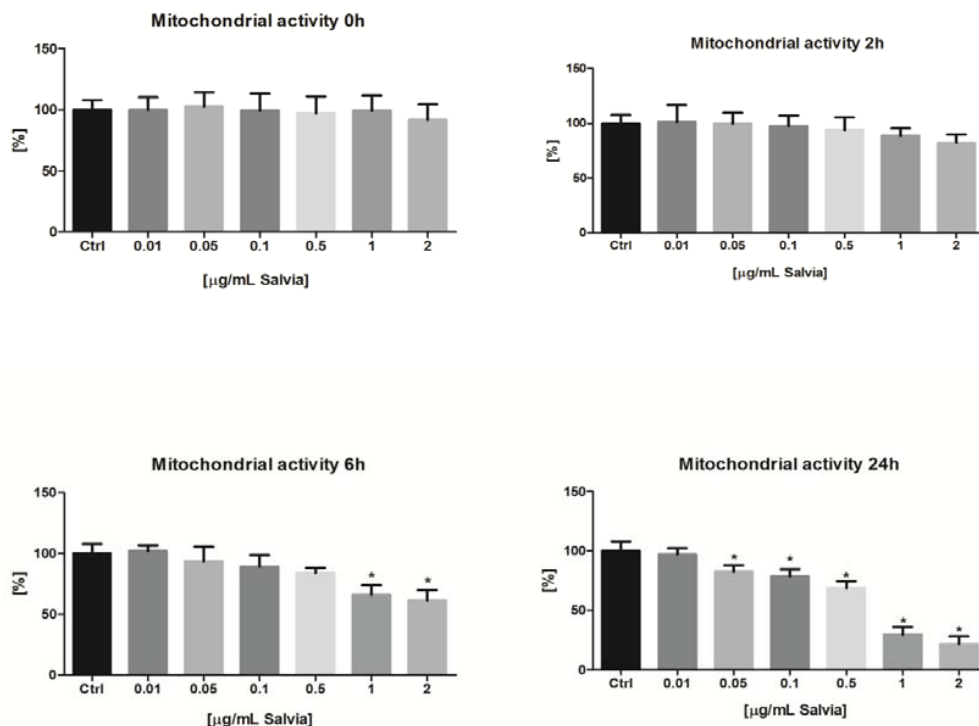 Mitochondrial activity 0h
150
100
50
0
[%]
Ctrl 0.01 0.05 0.1 0.5 1 2
[μg/mL Salvia]
Mitochondrial activity 2h
150
100
50
0
[%]
Ctrl 0.01 0.05 0.1 0.5 1 2
[μg/mL Salvia]
Mitochondrial activity 6h
150
100
50
0
[%]
* *
Ctrl 0.01 0.05 0.1 0.5 1 2
[μg/mL Salvia]
Mitochondrial activity 24h
150
100
50
0
[%]
* * * * *
Ctrl 0.01 0.05 0.1 0.5 1 2
[μg/mL Salvia]